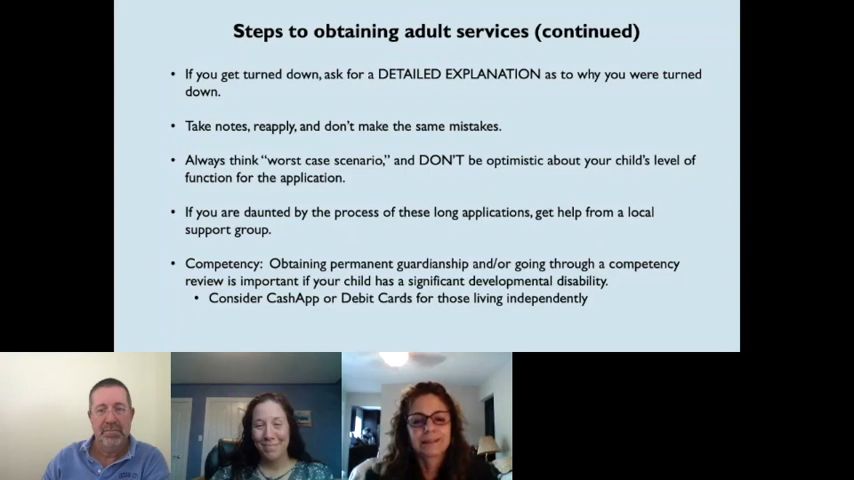 Steps to obtaining adult services (continued)
• If you get turned down, ask for a DETAILED EXPLANATION as to why you were turned
down.
• Take notes, reapply, and don't make the same mistakes.
• Always think "worst case scenario," and DON'T be optimistic about your child's level of
function for the application.
• If you are daunted by the process of these long applications, get help from a local
support group.
• Competency: Obtaining permanent guardianship and/or going through a competency
review is important if your child has a significant developmental disability.
• Consider CashApp or Debit Cards for those living independently